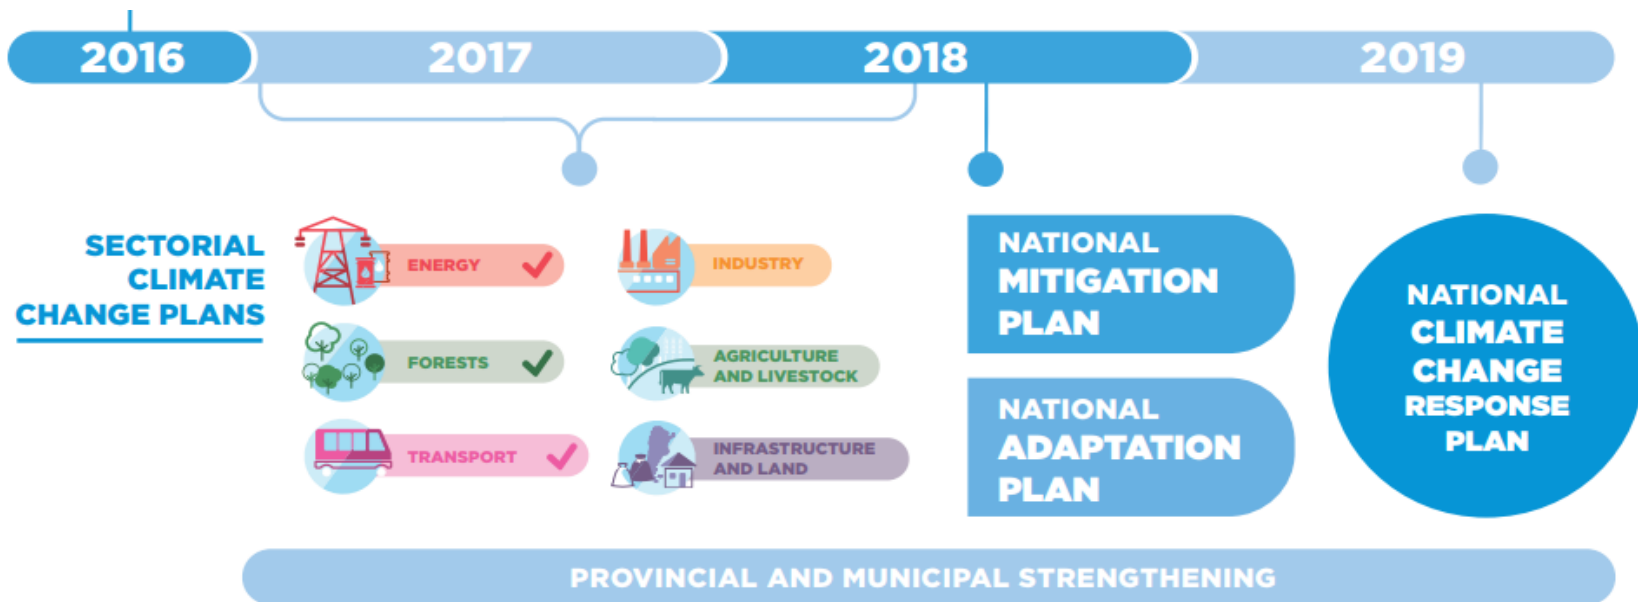 2016
2017
2018
2019
SECTORIAL
CLIMATE
CHANGE PLANS
ENERGY
FORESTS
TRANSPORT
INDUSTRY
AGRICULTURE
AND LIVESTOCK
INFRASTRUCTURE
AND LAND
NATIONAL
MITIGATION
PLAN
NATIONAL
ADAPTATION
PLAN
NATIONAL
CLIMATE
CHANGE
RESPONSE
PLAN
PROVINCIAL AND MUNICIPAL STRENGTHENING